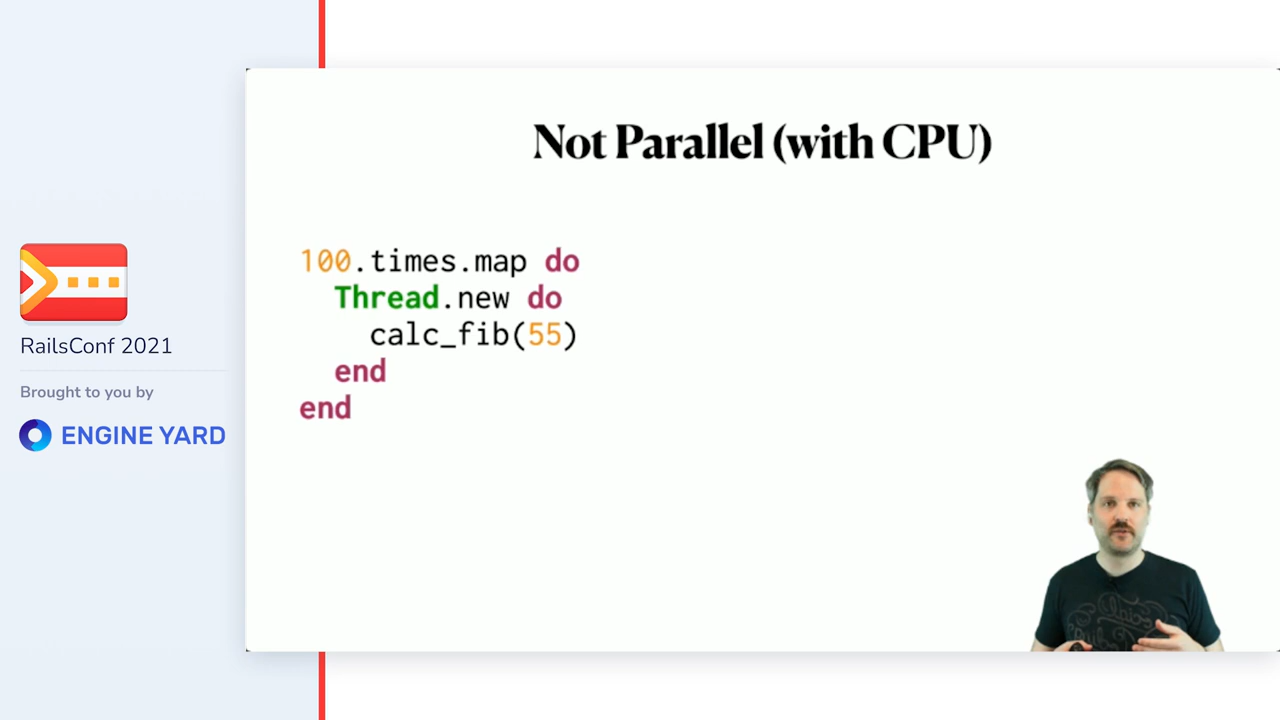 Not Parallel (with CPU)
100.times.map do
  Thread.new do
    calc_fib(55)
  end
end
RailsConf 2021
Brought to you by
ENGINE YARD